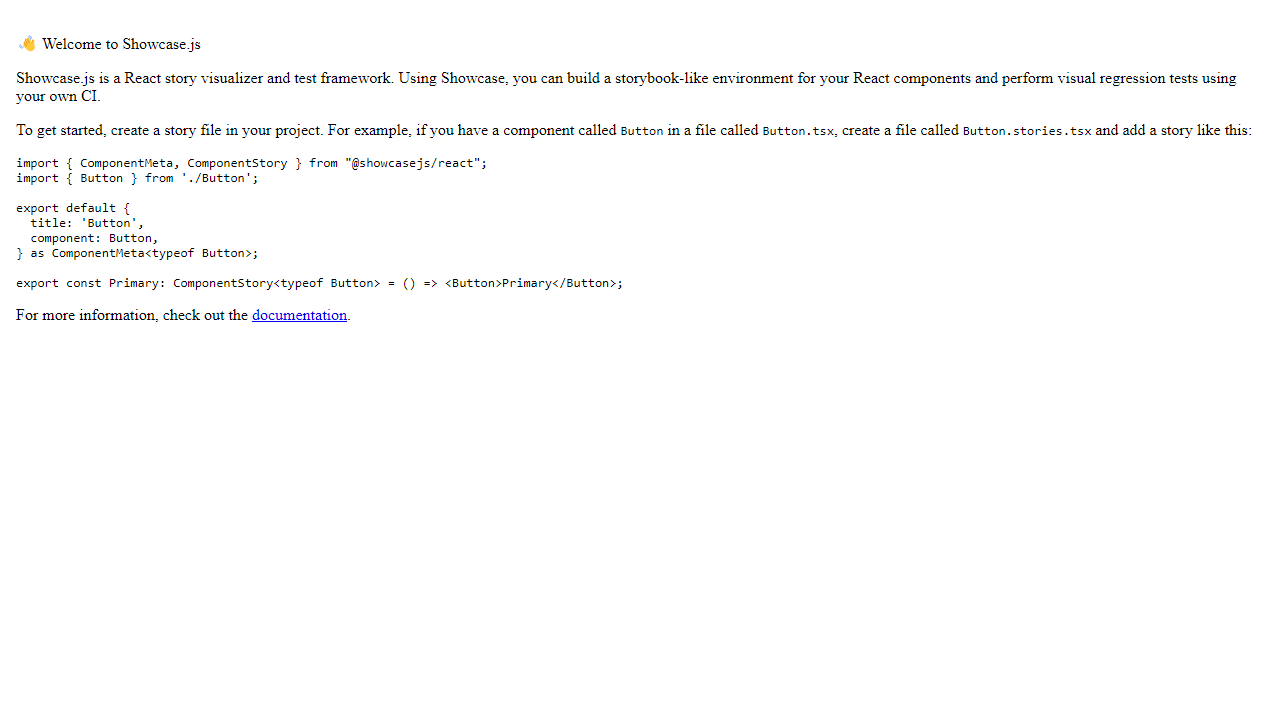 👋 Welcome to Showcase.js
Showcase.js is a React story visualizer and test framework. Using Showcase, you can build a storybook-like environment for your React components and perform visual regression tests using
your own CI.
To get started, create a story file in your project. For example, if you have a component called Button in a file called Button.tsx, create a file called Button.stories.tsx and add a story like this:
import { ComponentMeta, ComponentStory } from "@showcasejs/react";
import { Button } from './Button';
export default {
  title: 'Button',
  component: Button,
} as ComponentMeta<typeof Button>;
export const Primary: ComponentStory<typeof Button> = () => <Button>Primary</Button>;
For more information, check out the documentation.